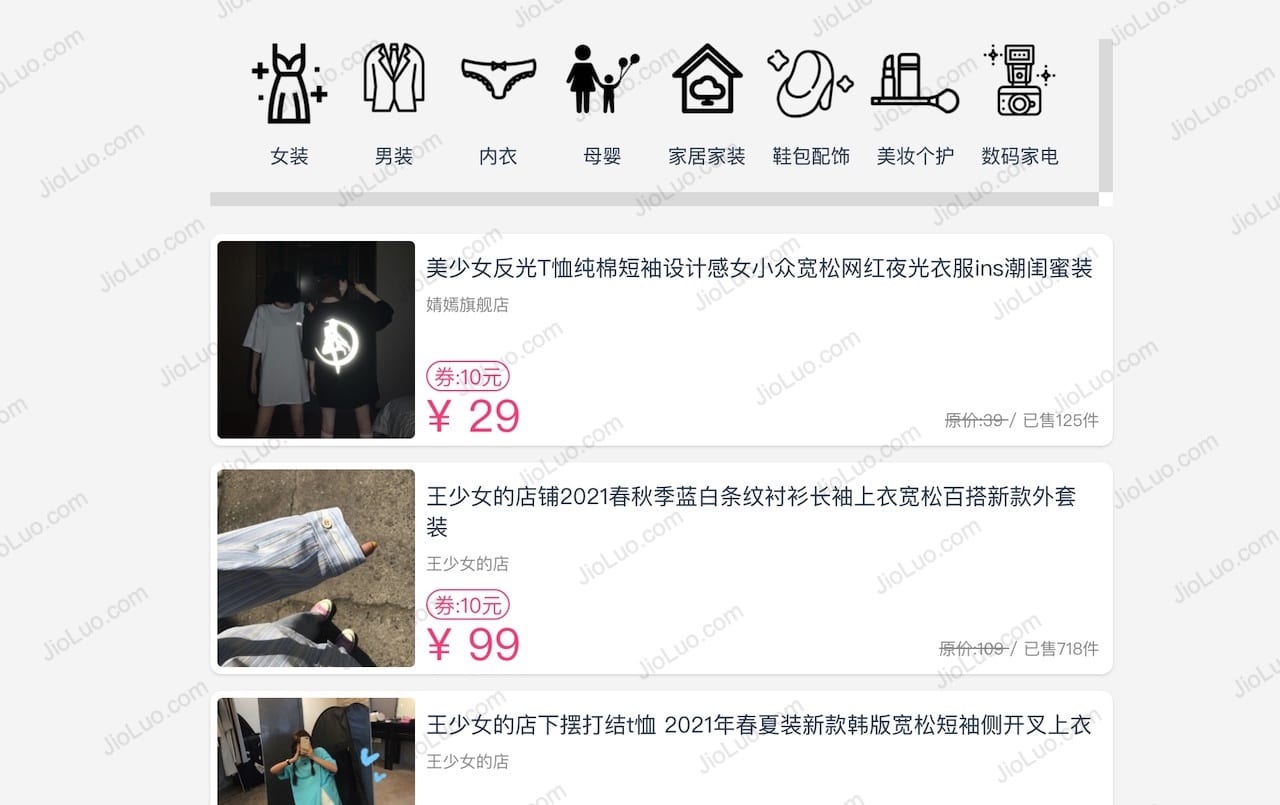 女装 男装 内衣 母婴 家居家装 鞋包配饰 美妆个护 数码家电
美少女反光T恤纯棉短袖设计感女小众宽松网红夜光衣服ins潮闺蜜装
婧嫣旗舰店
券:10元
¥ 29
原价:39 / 已售125件
王少女的店铺2021春秋季蓝白条纹衬衫长袖上衣宽松百搭新款外套
装
王少女的店
券:10元
¥ 99
原价:109 / 已售718件
王少女的店下摆打结t恤 2021年春夏装新款韩版宽松短袖侧开叉上衣
王少女的店
JioLuo.com